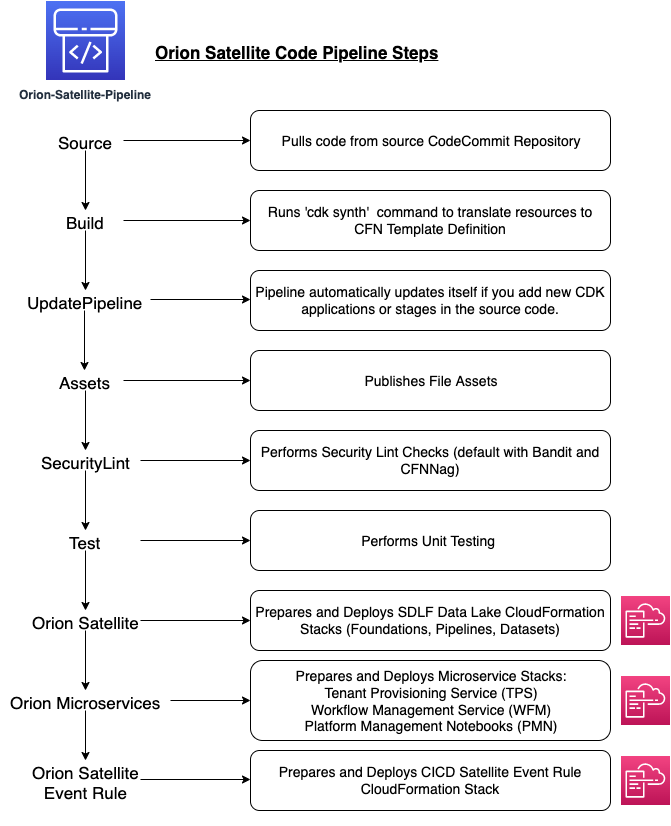 Orion Satellite Code Pipeline Steps
Orion-Satellite-Pipeline
Source
Pulls code from source CodeCommit Repository
Build
Runs 'cdk synth'  command to translate resources to
CFN Template Definition
UpdatePipeline
Pipeline automatically updates itself if you add new CDK
applications or stages in the source code.
Assets
Publishes File Assets
SecurityLint
Performs Security Lint Checks (default with Bandit and
CFNNag)
Test
Performs Unit Testing
Orion Satellite
Prepares and Deploys SDLF Data Lake CloudFormation
Stacks (Foundations, Pipelines, Datasets)
Orion Microservices
Prepares and Deploys Microservice Stacks:
Tenant Provisioning Service (TPS)
Workflow Management Service (WFM)
Platform Management Notebooks (PMN)
Orion Satellite
Event Rule
Prepares and Deploys CICD Satellite Event Rule
CloudFormation Stack